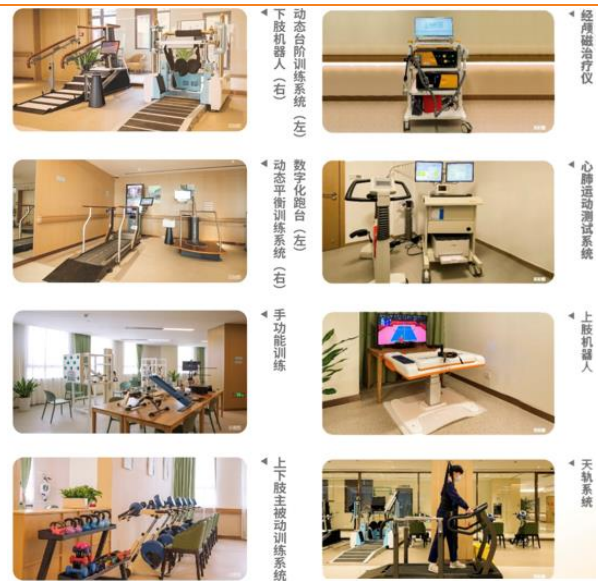 动态台阶训练系统（左）
下肢机器人（右）
经颅磁治疗仪
数字化跑台（左）
动态平衡训练系统（右）
心肺运动测试系统
手功能训练
上肢机器人
上下肢主被动训练系统
天轨系统